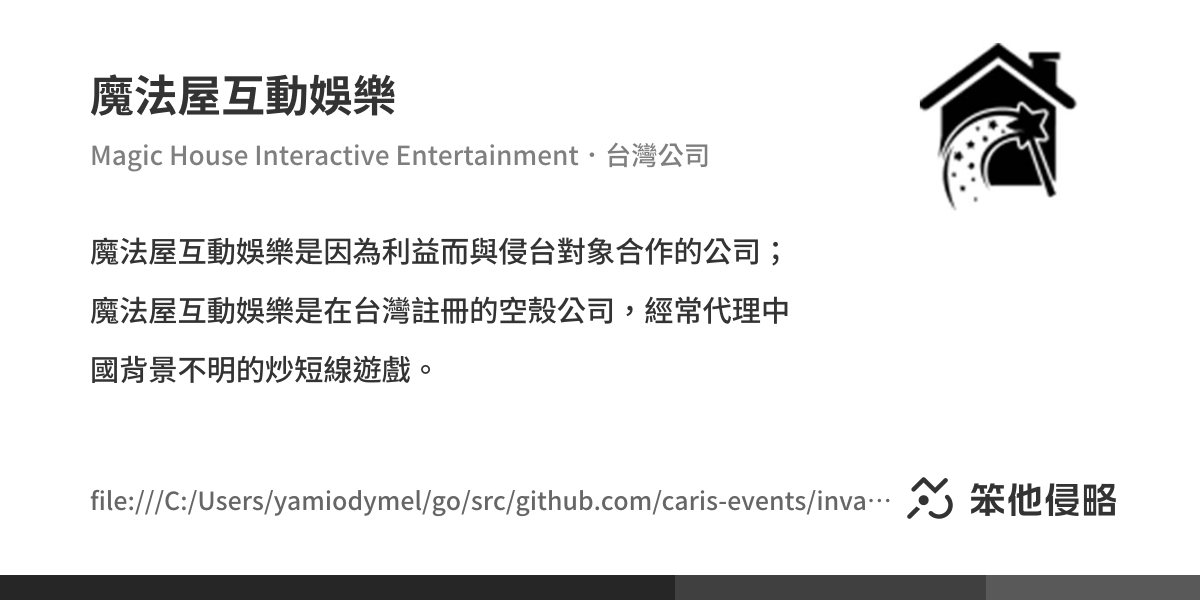 魔法屋互動娛樂
Magic House Interactive Entertainment・台灣公司
魔法屋互動娛樂是因為利益而與侵台對象合作的公司；
魔法屋互動娛樂是在台灣註冊的空殼公司，經常代理中
國背景不明的炒短線遊戲。
file:///C:/Users/yamiodymel/go/src/github.com/caris-events/inva…
笨他侵略